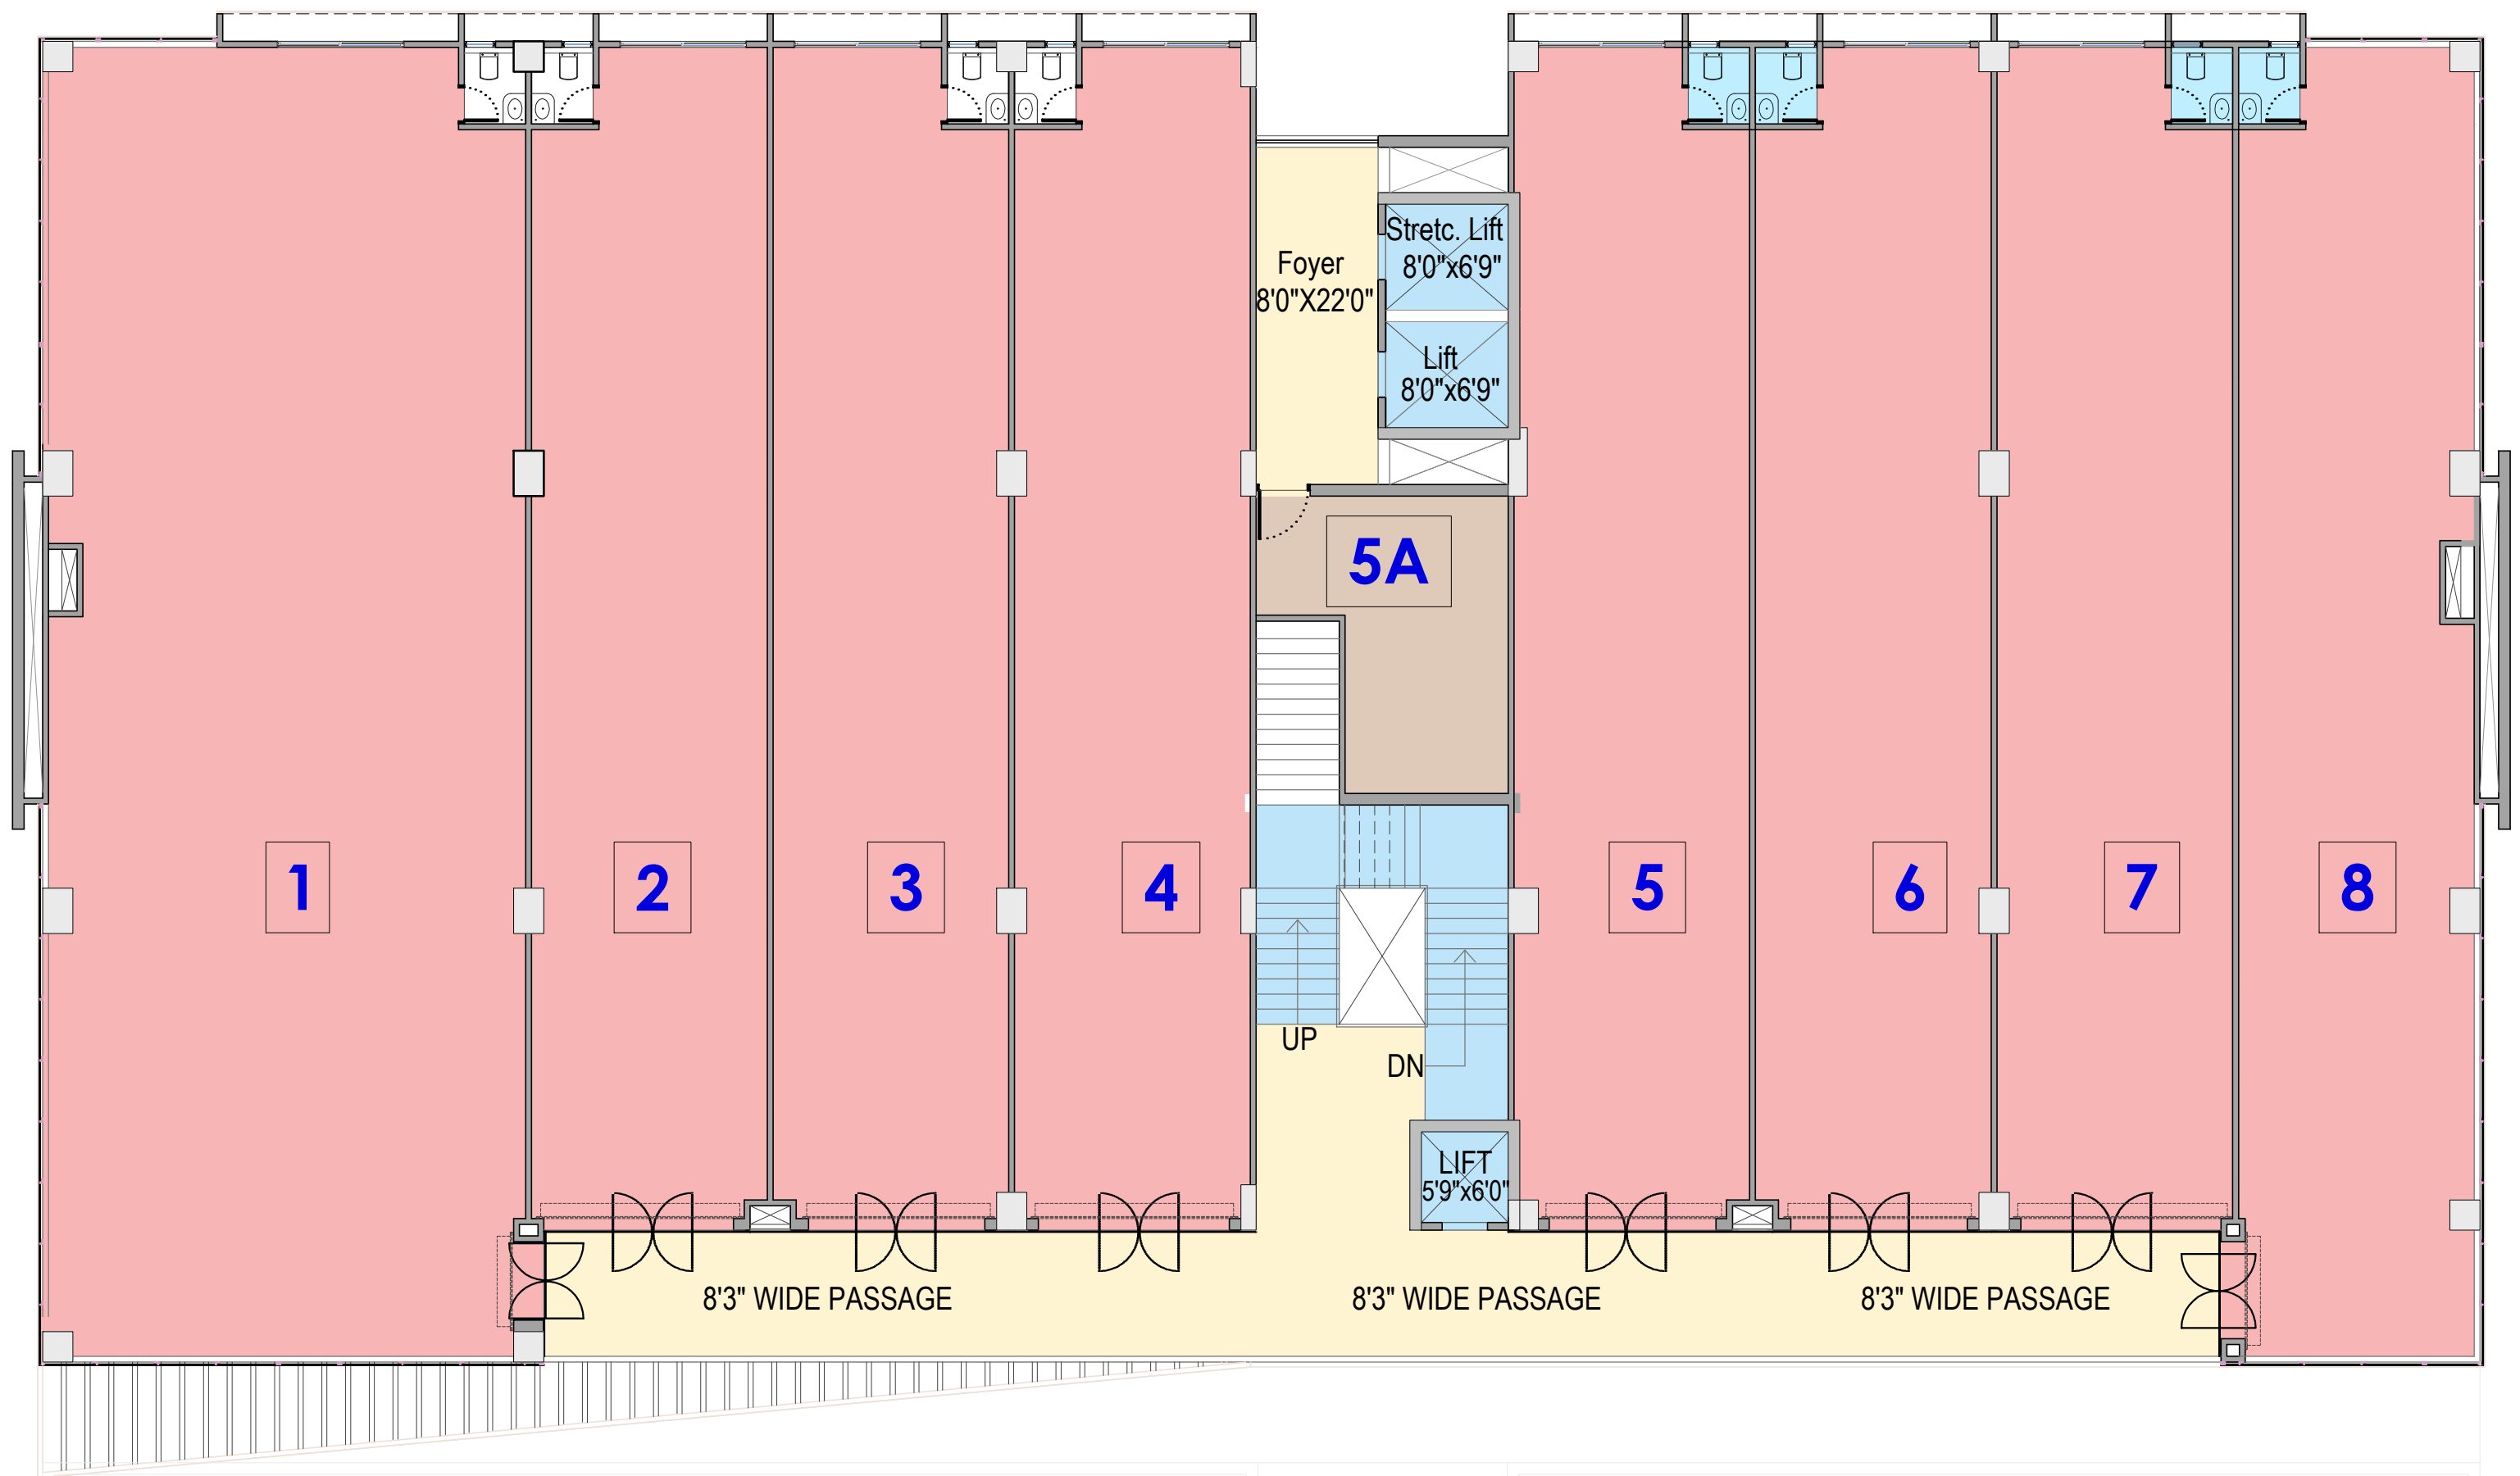 Stretc. Lift
8'0"x6'9"
Foyer
8'0"X22'0"
Lift
8'0"x6'9"
5A
1
2
3
4
5
6
7
8
UP
DN
LIFT
5'9"x6'0"
8'3" WIDE PASSAGE
8'3" WIDE PASSAGE
8'3" WIDE PASSAGE